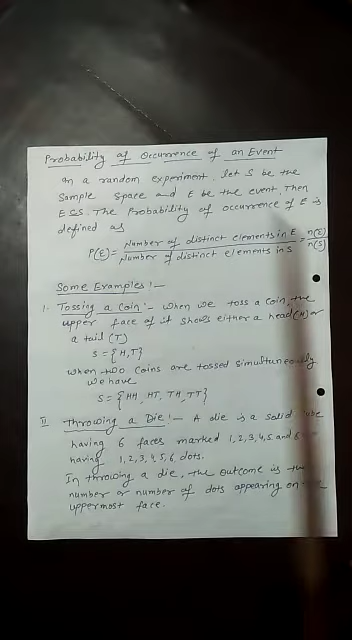 Probability of Occurrence of an Event
In a random experiment, let S be the
Sample Space and E be the event. Then
E⊆S. The Probability of occurrence of E is
defined as
P(E) = Number of distinct elements in E / Number of distinct elements in S = n(E)/n(S)
Some Examples:—
I- Tossing a Coin:- When we toss a coin, the
upper face of it shows either a head (H) or
a tail (T)
S = {H, T}
when two coins are tossed simultaneously
we have
S = {HH, HT, TH, TT}
II Throwing a Die:— A die is a solid
having 6 faces marked 1, 2, 3, 4, 5 and 6
having 1, 2, 3, 4, 5, 6, dots.
In throwing a die, the outcome is the
number or number of dots appearing on
uppermost face.